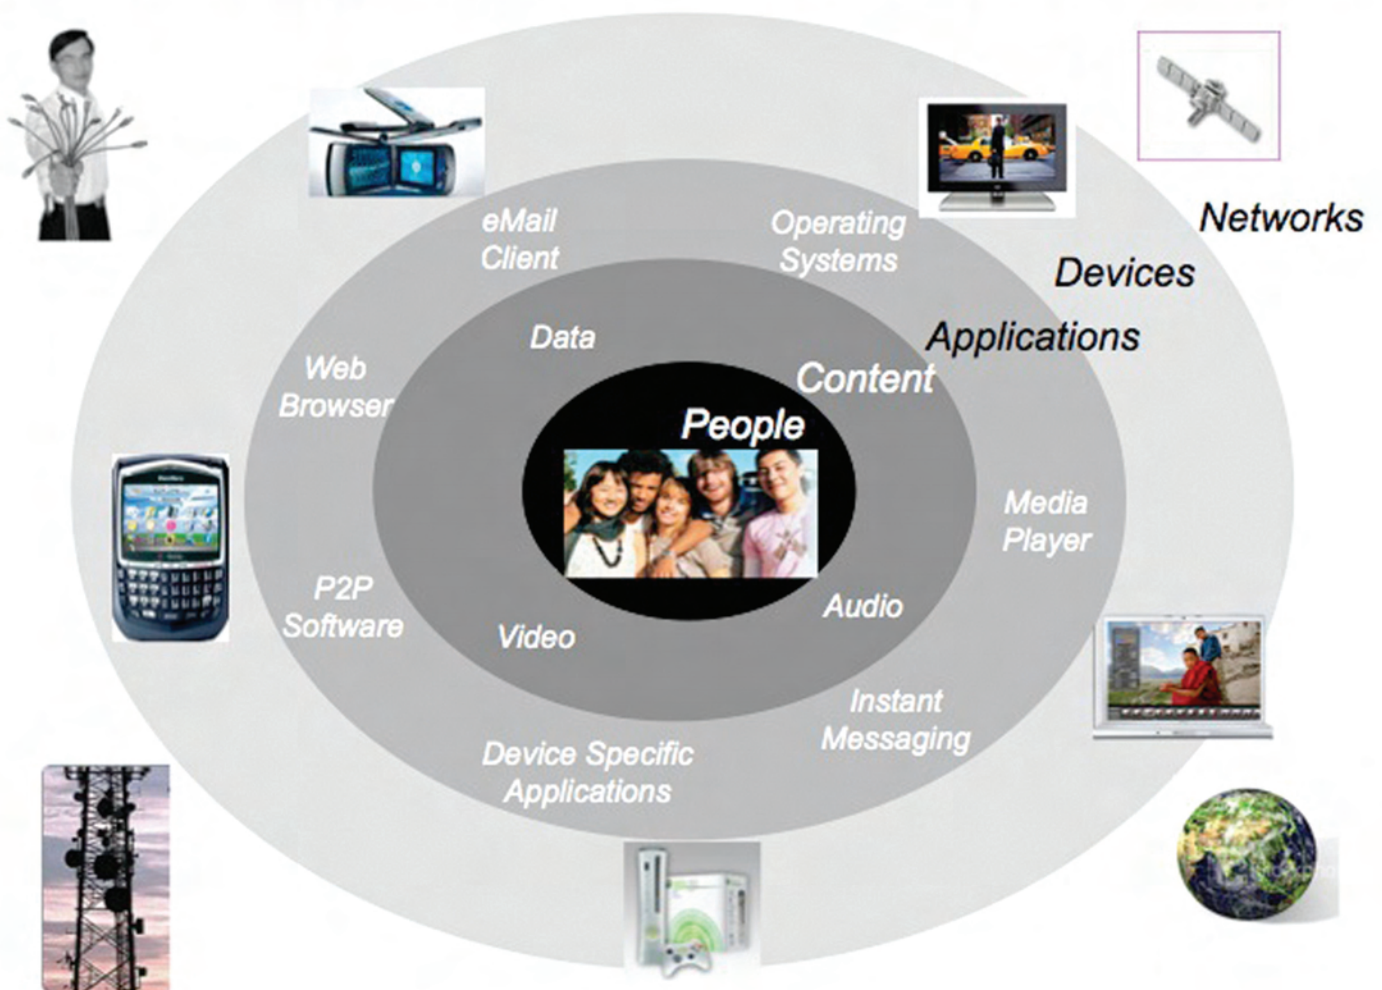 eMail
Client
Operating
Systems
Networks
Devices
Applications
Data
Content
Web
Browser
People
Media
Player
P2P
Software
Audio
Video
Instant
Messaging
Device Specific
Applications